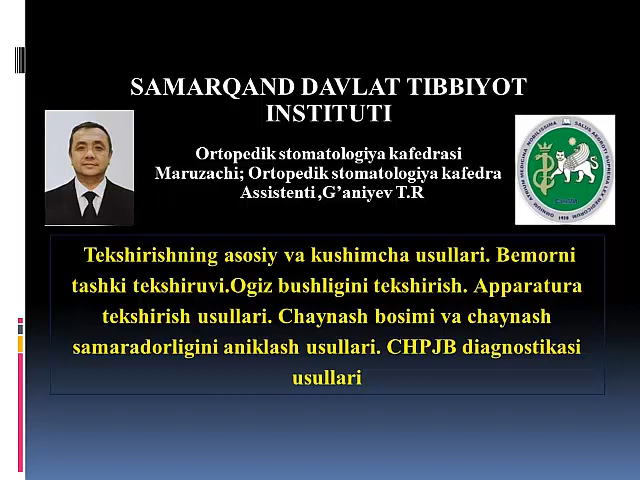 SAMARQAND DAVLAT TIBBIYOT
INSTITUTI
Ortopedik stomatologiya kafedrasi
Maruzachi; Ortopedik stomatologiya kafedra
Assistenti ,G’aniyev T.R
Tekshirishning asosiy va kushimcha usullari. Bemorni
tashki tekshiruvi.Ogiz bushligini tekshirish. Apparatura
tekshirish usullari. Chaynash bosimi va chaynash
samaradorligini aniklash usullari. CHPJB diagnostikasi
usullari